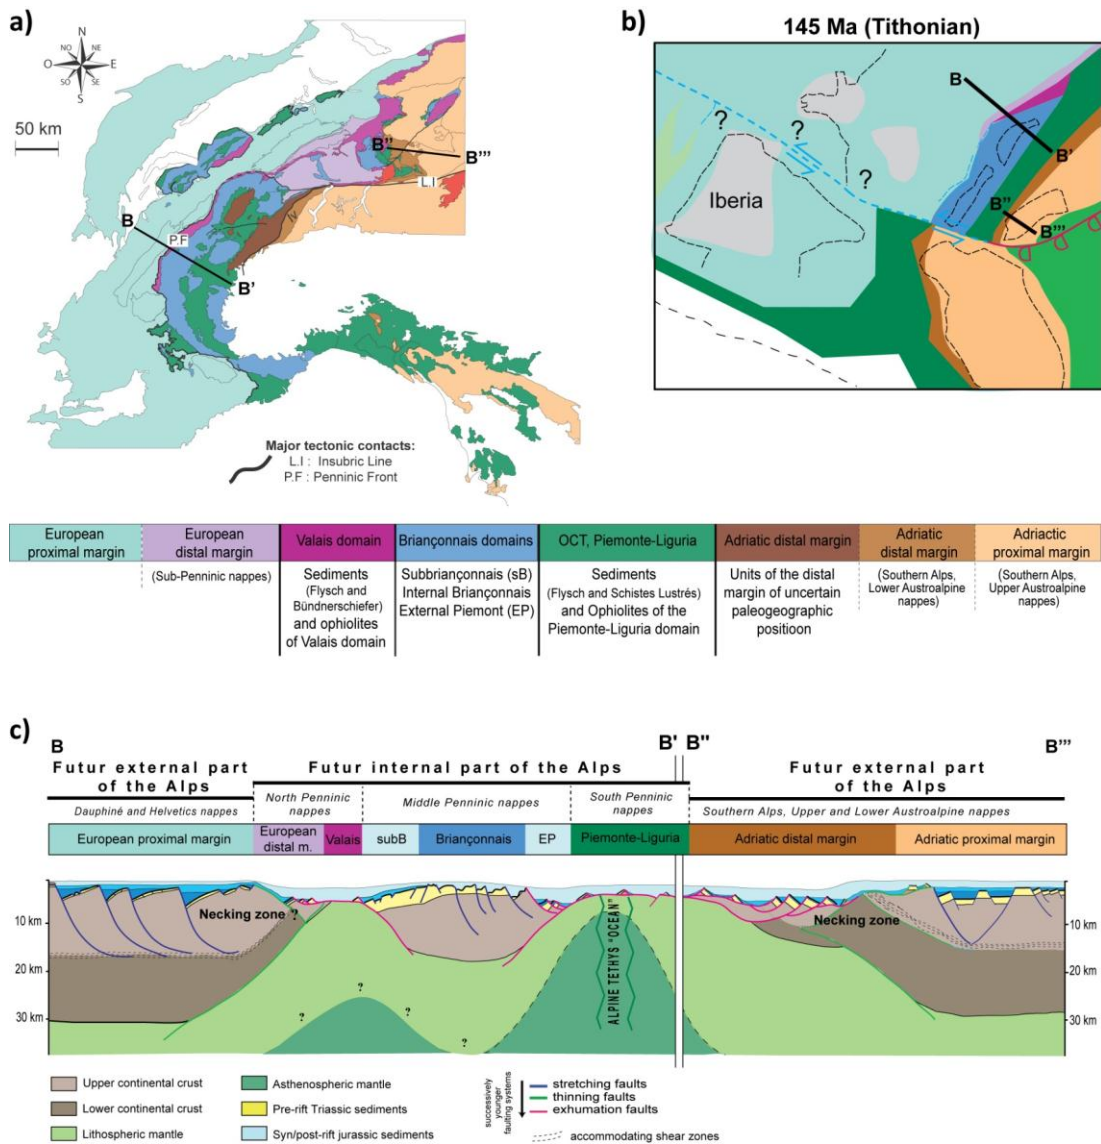 a)
N
NO NE
O E
SO SE
S
50 km
B
P.F
B'
B"
B"'
L.I
Major tectonic contacts:
L.I : Insubric Line
P.F : Penninic Front
b)
145 Ma (Tithonian)
B
B'
B"
B"'
?
?
?
Iberia
European proximal margin
European distal margin
(Sub-Penninic nappes)
Valais domain
Sediments
(Flysch and
Bündnerschiefer)
and ophiolites
of Valais domain
Briançonnais domains
Subbriançonnais (sB)
Internal Briançonnais
External Piemont (EP)
OCT, Piemonte-Liguria
Sediments
(Flysch and Schistes Lustrés)
and Ophiolites of the
Piemonte-Liguria domain
Adriatic distal margin
Units of the distal
margin of uncertain
paleogeographic
positioon
Adriatic
distal margin
(Southern Alps,
Lower Austroalpine
nappes)
Adriactic
proximal margin
(Southern Alps,
Upper Austroalpine
nappes)
c)
B
B' B"
B"'
Futur external part
of the Alps
Futur internal part of the Alps
Futur external part
of the Alps
Dauphiné and Helvetics nappes
North Penninic
nappes
Middle Penninic nappes
South Penninic
nappes
Southern Alps, Upper and Lower Austroalpine nappes
European proximal margin
European
distal m.
Valais
subB
Briançonnais
EP
Piemonte-Liguria
Adriatic distal margin
Adriatic proximal margin
Necking zone ?
Necking zone
ALPINE TETHYS "OCEAN"
10 km
20 km
30 km
10 km
20 km
30 km
?
?
?
?
Upper continental crust
Lower continental crust
Lithospheric mantle
Asthenospheric mantle
Pre-rift Triassic sediments
Syn/post-rift jurassic sediments
successively
younger
faulting systems
stretching faults
thinning faults
exhumation faults
accommodating shear zones